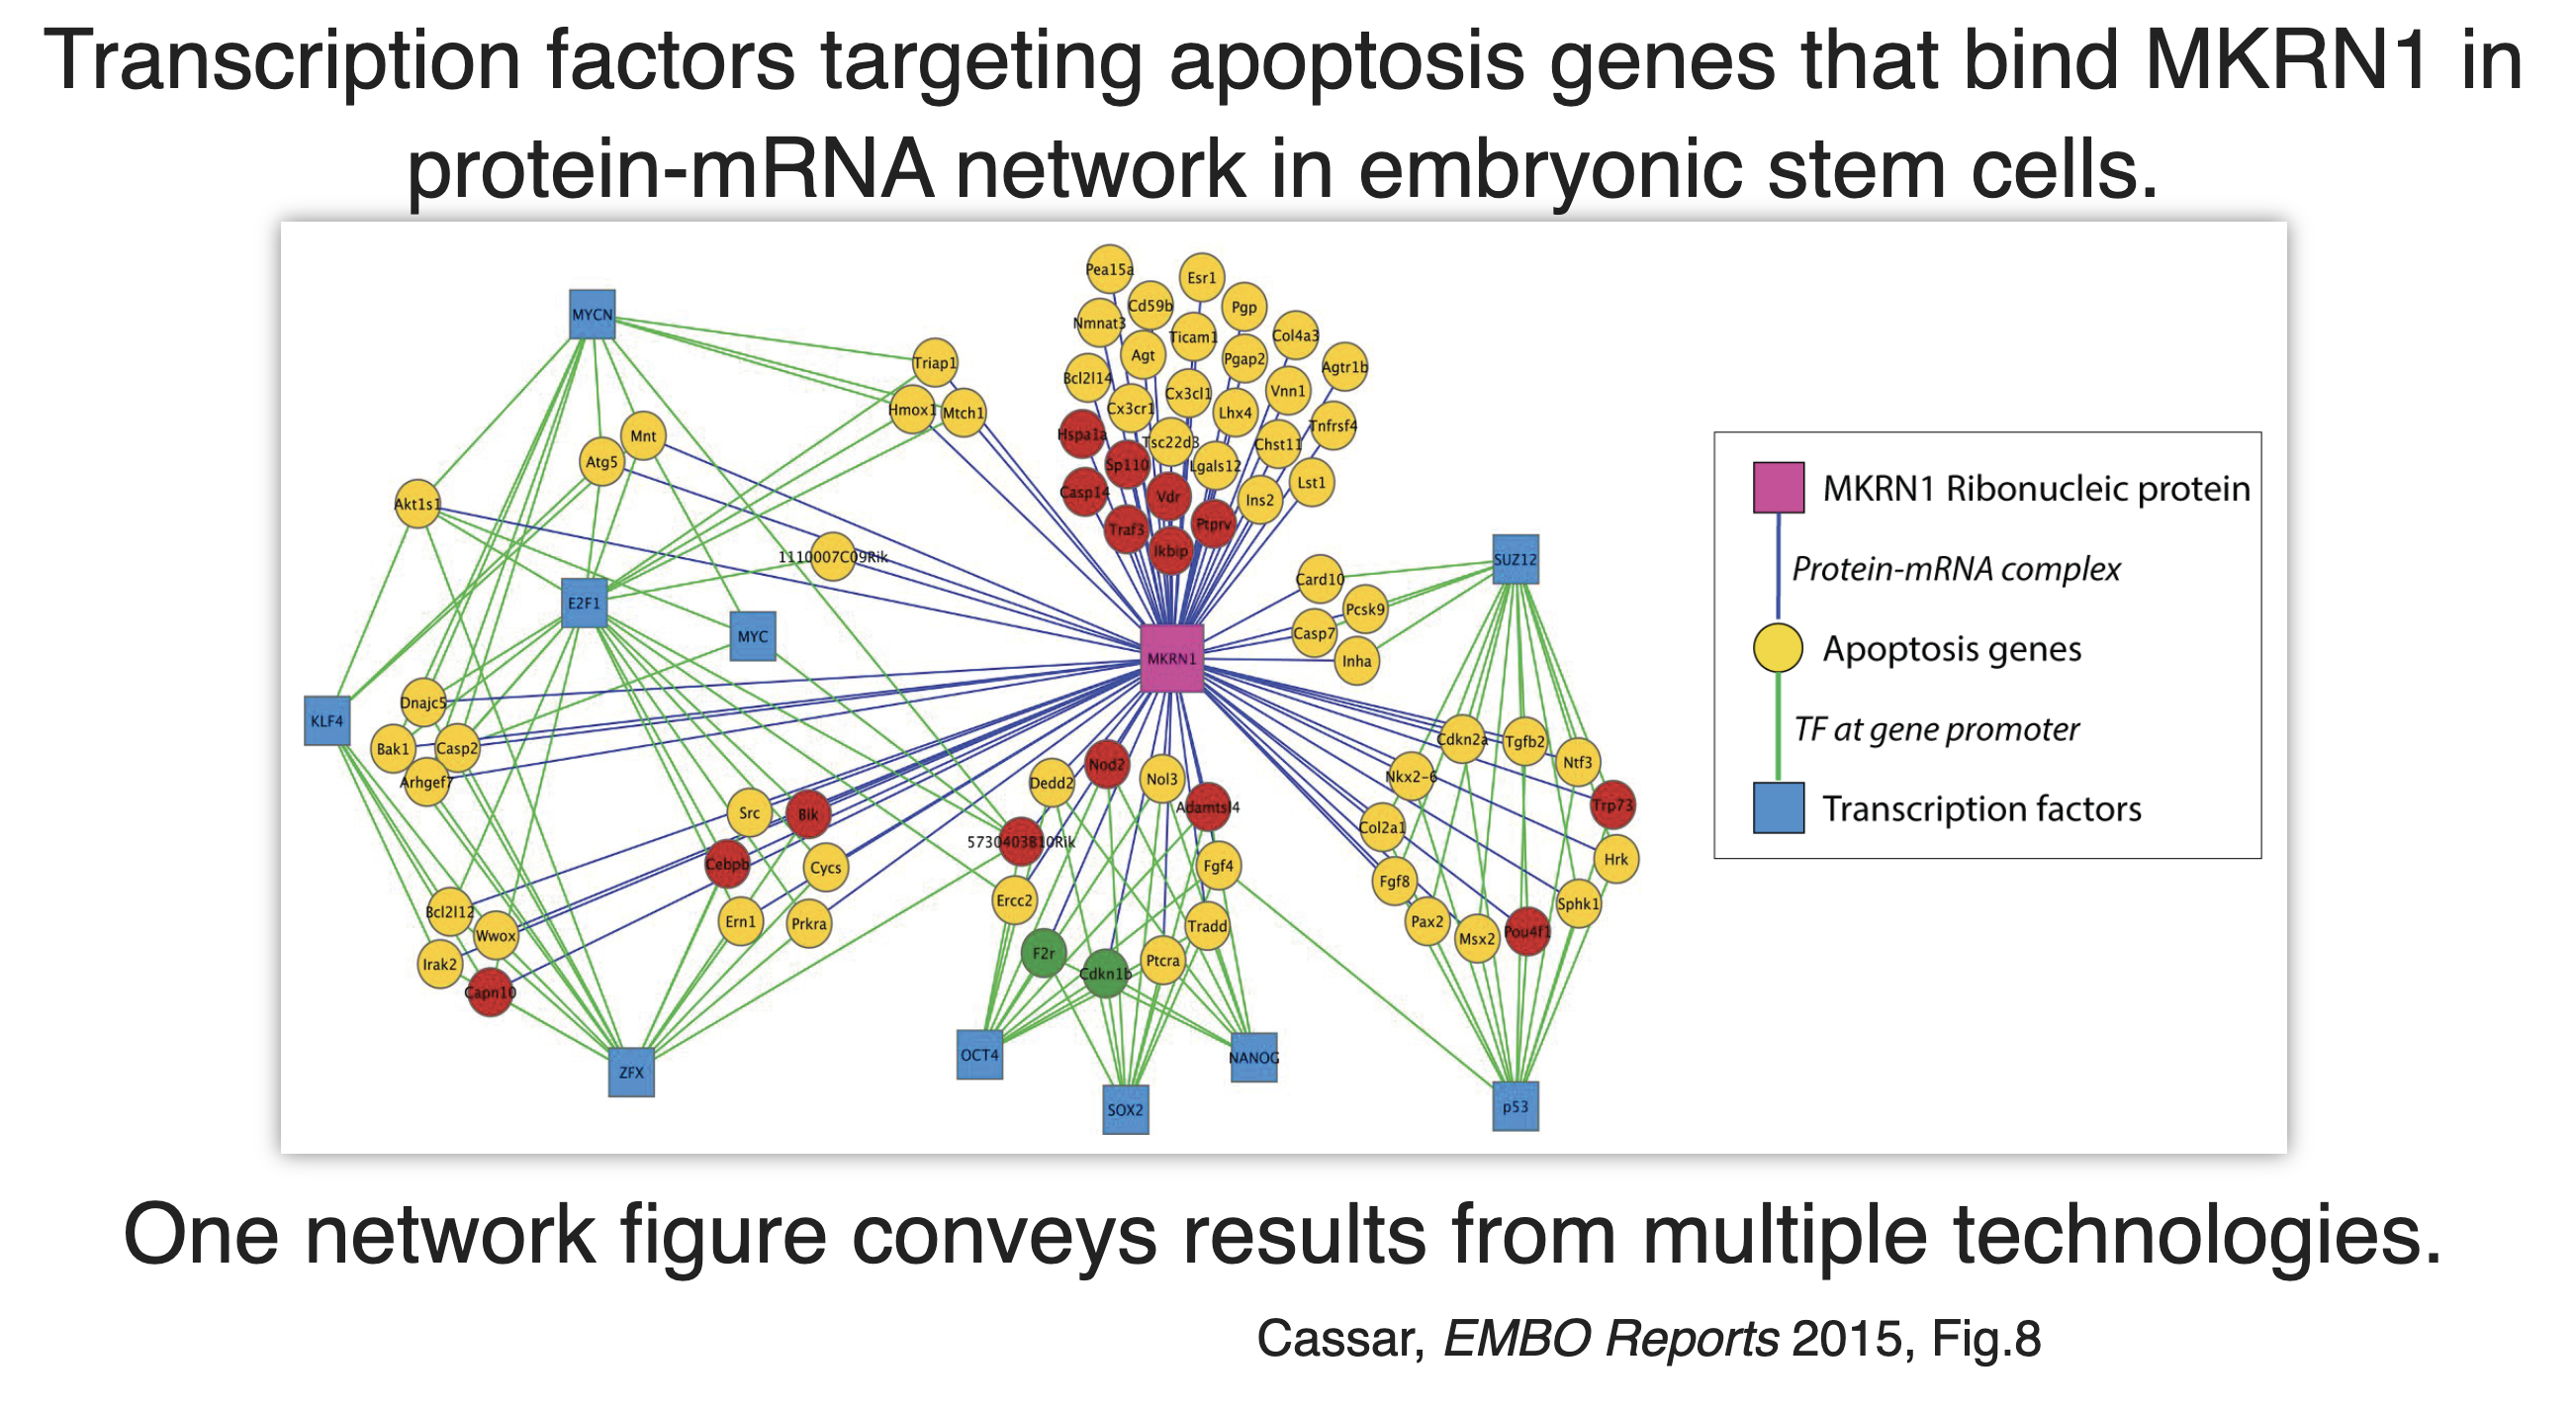 Transcription factors targeting apoptosis genes that bind MKRN1 in
protein-mRNA network in embryonic stem cells.
Pea15a
Esr1
Cd59b
Pgp
Nmnat3
Ticam1
Col4a3
Agt
Pgap2
Agtr1b
Bcl2l14
Cx3cl1
Vnn1
Cx3cr1
Lhx4
Tnfrsf4
Hspa1a
Tsc22d3
Chst11
Sp110
Lgals12
Casp14
Vdr
Ins2
Lst1
Traf3
Ptprv
Ikbip
MYCN
Triap1
Hmox1
Mtch1
Mnt
Atg5
Akt1s1
1110007C09Rik
E2F1
MYC
KLF4
MKRN1
SUZ12
Card10
Pcsk9
Casp7
Inha
Dnajc5
Bak1
Casp2
Arhgef7
Src
Bik
Cebpb
Cycs
Ern1
Prkra
Bcl2l12
Wwox
Irak2
Capn10
ZFX
Dedd2
Nod2
Nol3
Adamtsl4
5730403B10Rik
Fgf4
Ercc2
Tradd
F2r
Cdkn1b
Ptcra
OCT4
SOX2
NANOG
Cdkn2a
Tgfb2
Ntf3
Nkx2-6
Trp73
Col2a1
Hrk
Fgf8
Sphk1
Pax2
Msx2
Pou4f1
p53
MKRN1 Ribonucleic protein
Protein-mRNA complex
Apoptosis genes
TF at gene promoter
Transcription factors
One network figure conveys results from multiple technologies.
Cassar, EMBO Reports 2015, Fig.8